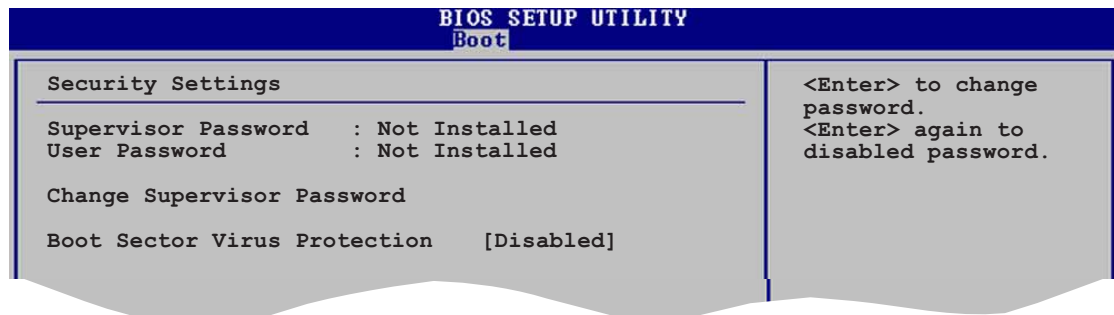 BIOS SETUP UTILITY
Boot
Security Settings
Supervisor Password : Not Installed
User Password : Not Installed
Change Supervisor Password
Boot Sector Virus Protection [Disabled]
<Enter> to change
password.
<Enter> again to
disabled password.